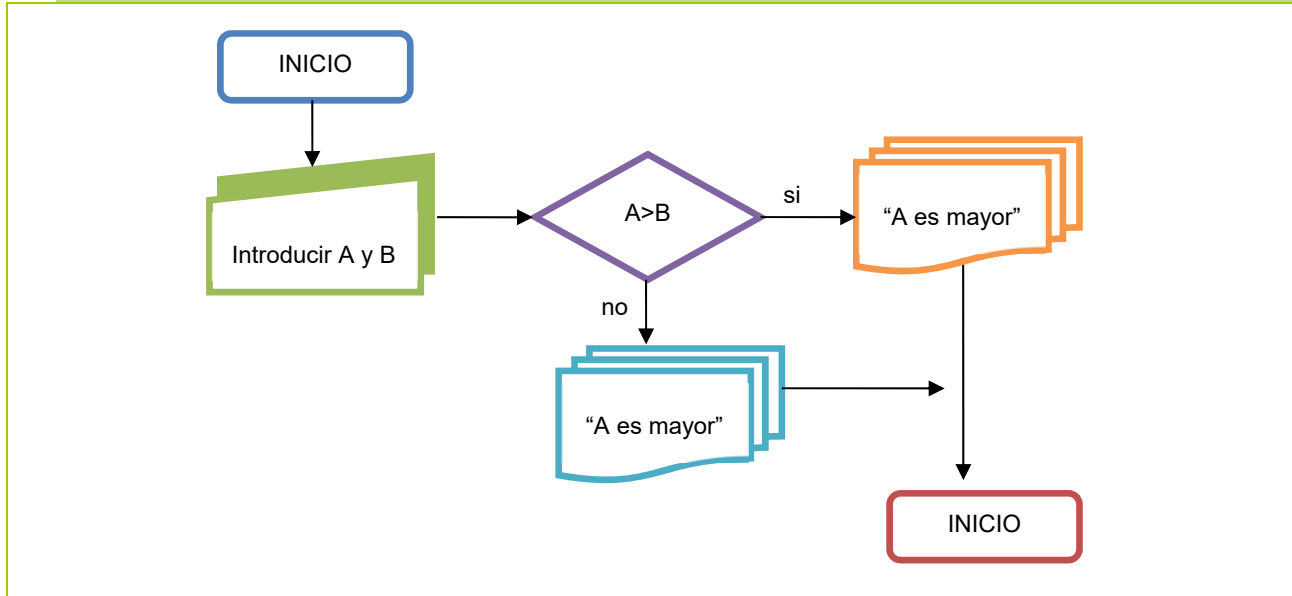 INICIO
Introducir A y B
A>B
si
“A es mayor”
no
“A es mayor”
INICIO